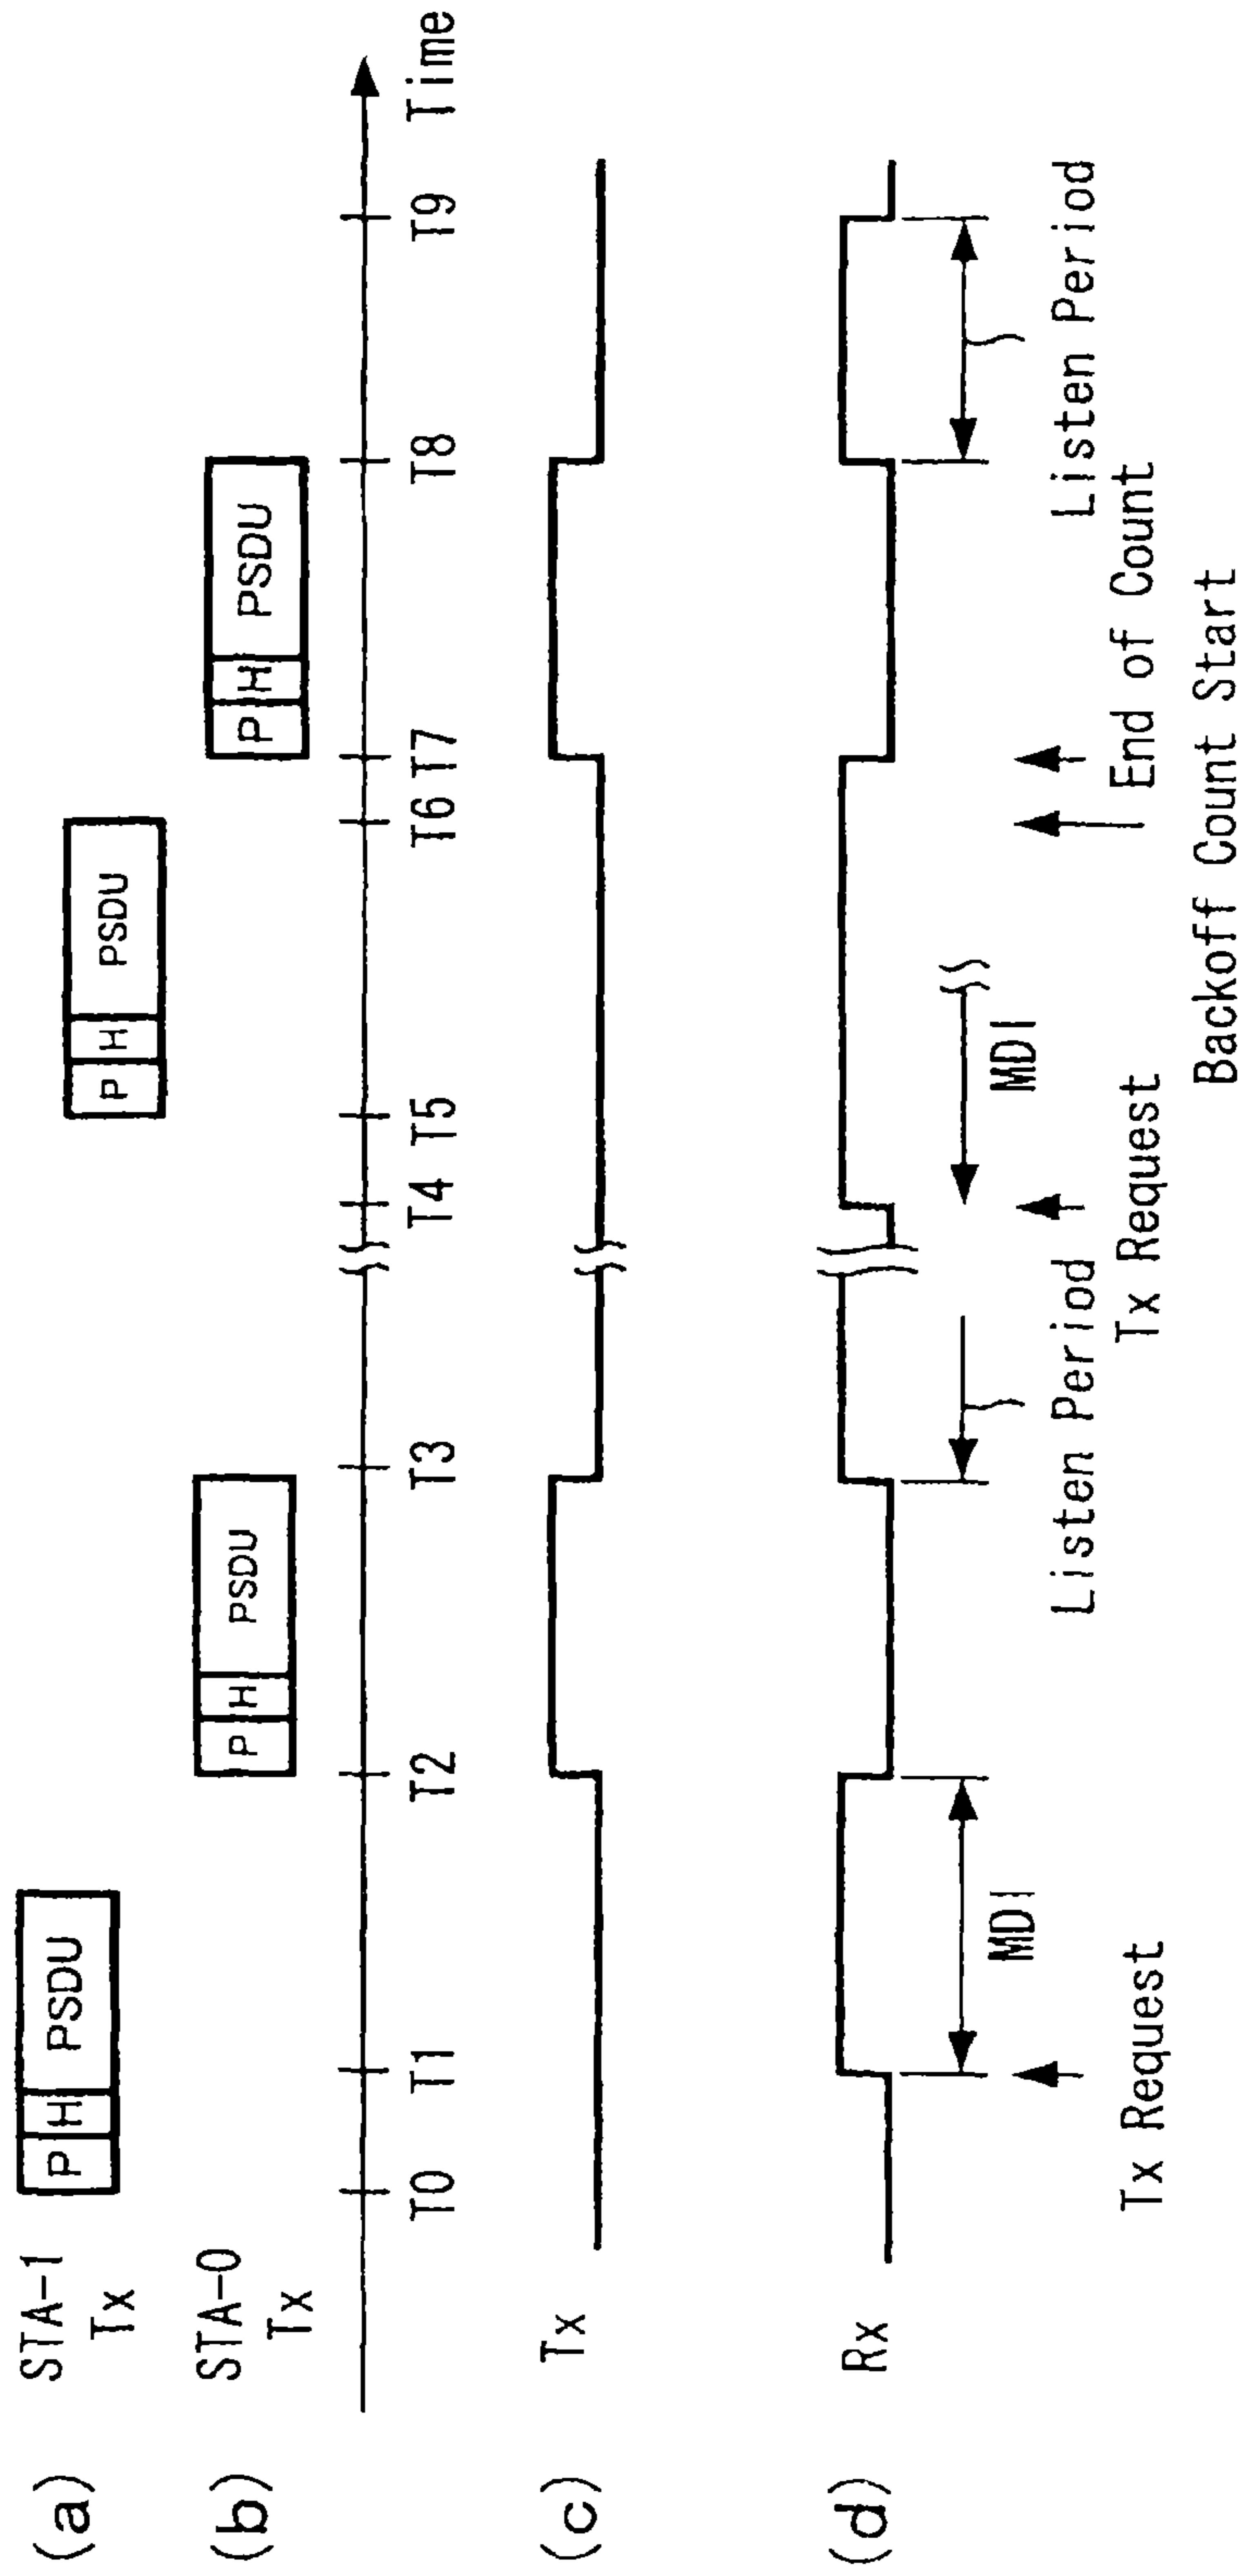 (a)
STA-1
Tx
P H PSDU
P H PSDU
(b)
STA-0
Tx
P H PSDU
P H PSDU
T0 T1 T2 T3 T4 T5 T6 T7 T8 T9 Time
(c)
Tx
(d)
Rx
MDI
MDI
Listen Period
Listen Period
Tx Request
Tx Request
End of Count
Backoff Count Start